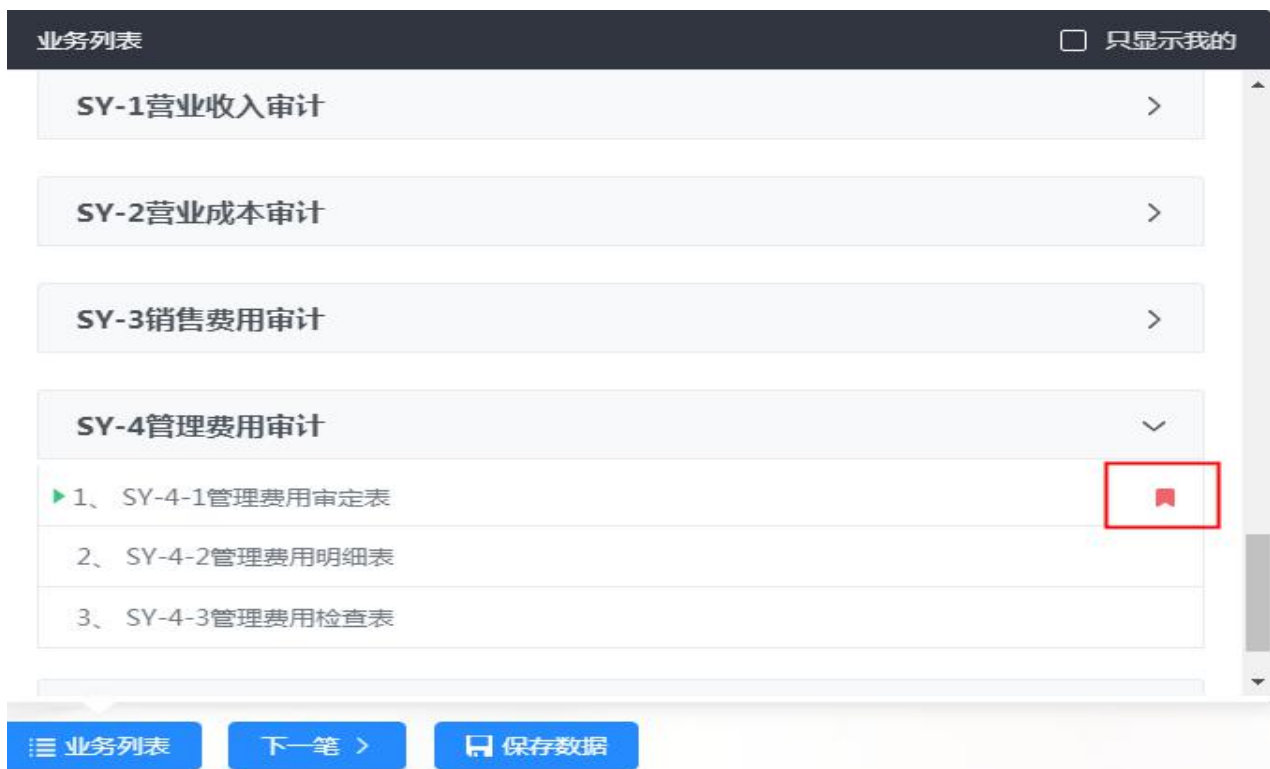 业务列表 只显示我的
SY-1营业收入审计
SY-2营业成本审计
SY-3销售费用审计
SY-4管理费用审计
1、 SY-4-1管理费用审定表
2、 SY-4-2管理费用明细表
3、 SY-4-3管理费用检查表
业务列表 下一笔 保存数据